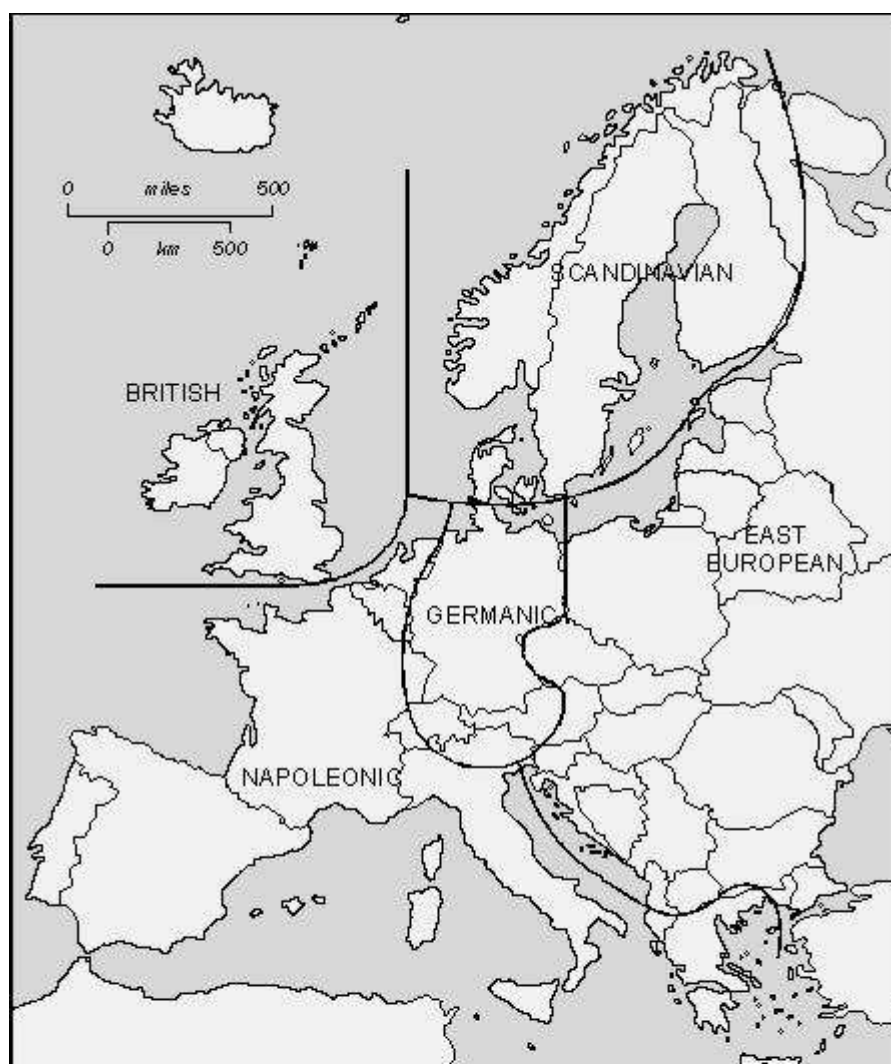 0 miles 500
0 km 500
SCANDINAVIAN
BRITISH
EAST
EUROPEAN
GERMANIC
NAPOLEONIC